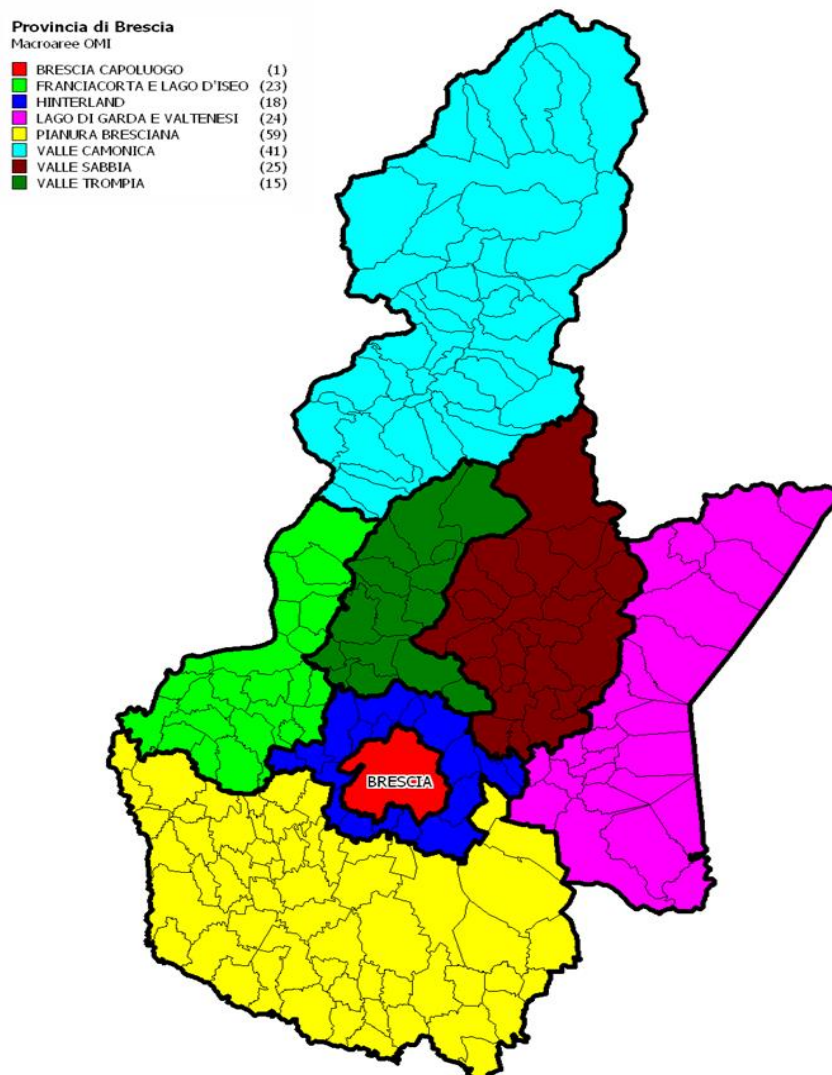 Provincia di Brescia
Macroaree OMI
BRESCIA CAPOLUOGO (1)
FRANCIACORTA E LAGO D'ISEO (23)
HINTERLAND (18)
LAGO DI GARDA E VALTENESI (24)
PIANURA BRESCIANA (59)
VALLE CAMONICA (41)
VALLE SABBIA (25)
VALLE TROMPIA (15)
BRESCIA